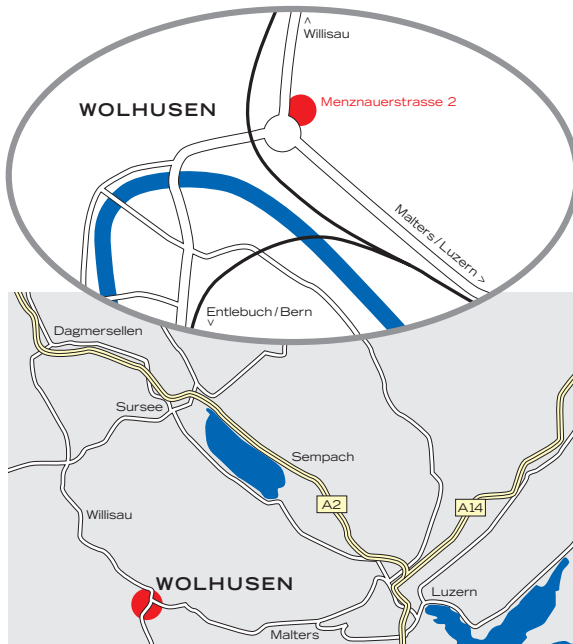 ^
Willisau
Menznauerstrasse 2
WOLHUSEN
Malters / Luzern >
Entlebuch / Bern
v
Dagmersellen
Sursee
Sempach
A2
A14
Willisau
WOLHUSEN
Luzern
Malters